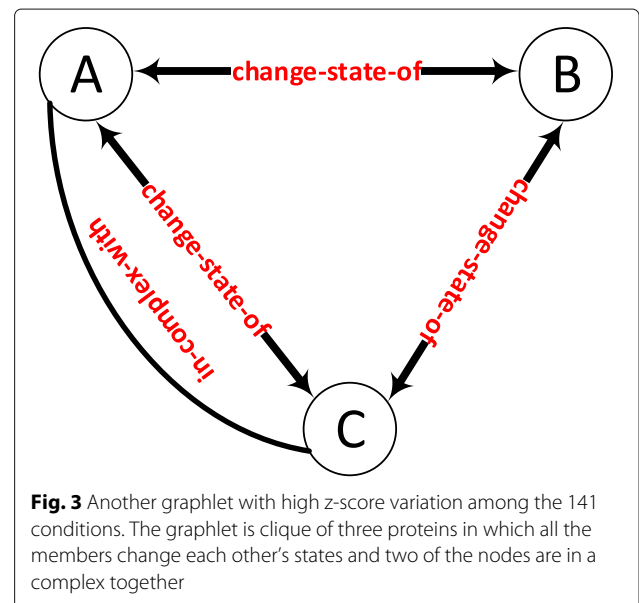 A
change-state-of
B
change-state-of
change-state-of
in-complex-with
C
Fig. 3 Another graphlet with high z-score variation among the 141
conditions. The graphlet is clique of three proteins in which all the
members change each other’s states and two of the nodes are in a
complex together